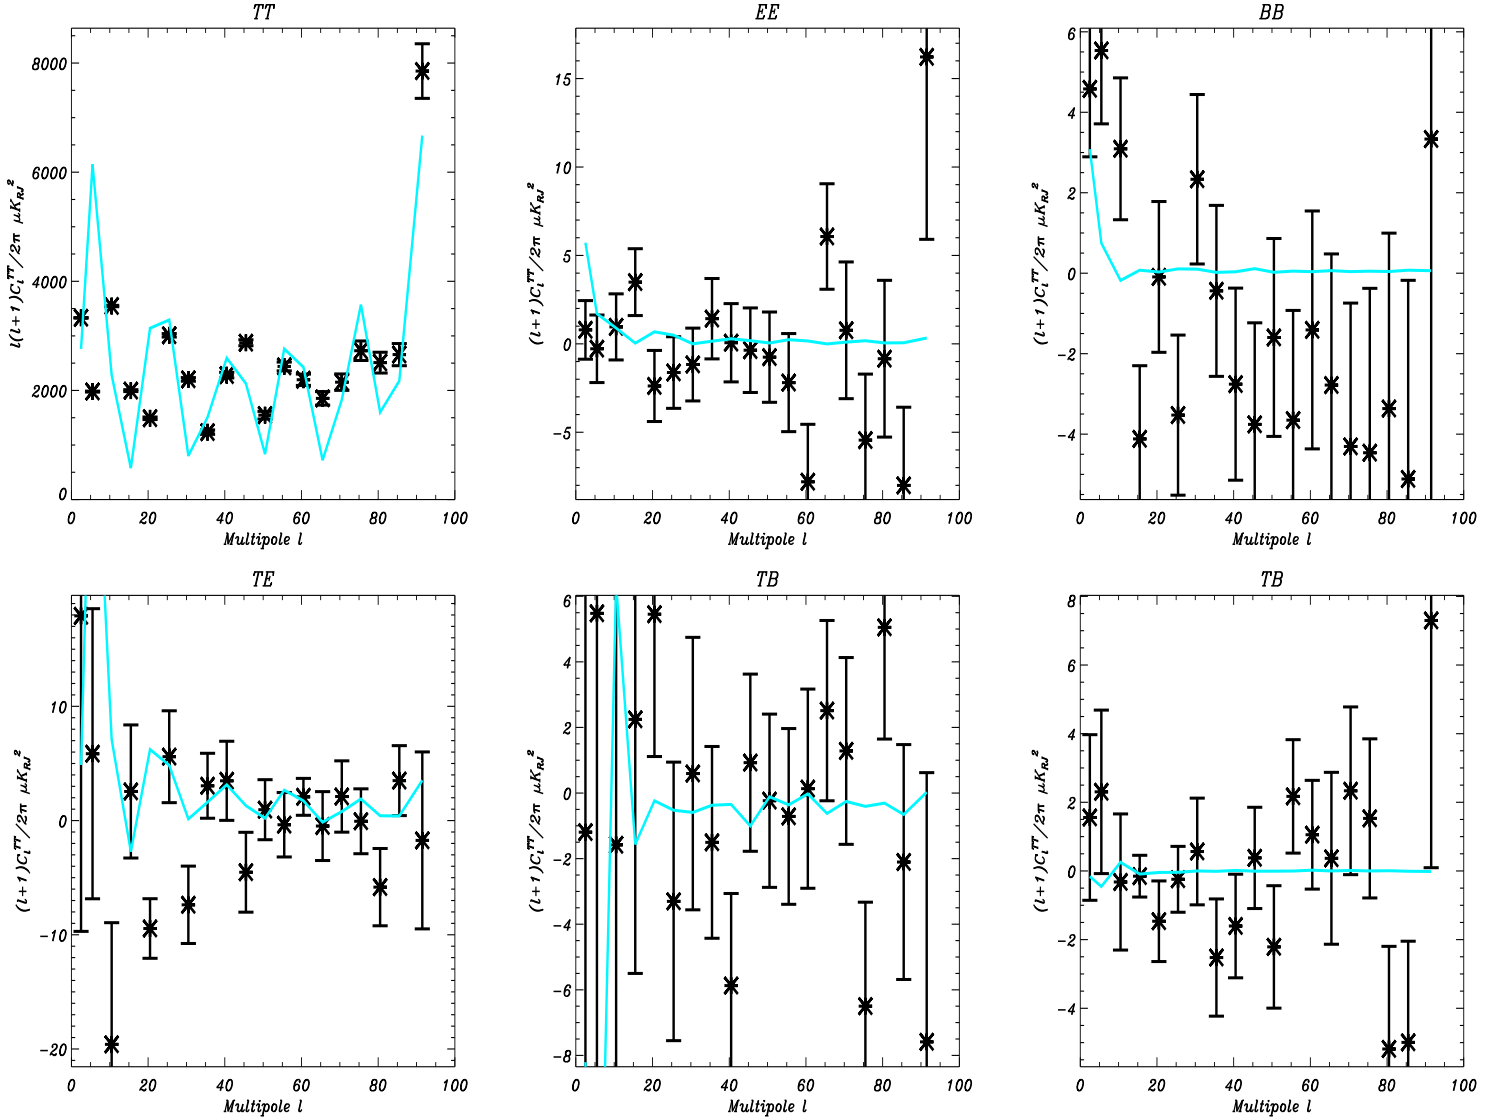 TT
l((l+1)C_l^TT/2π μK_RJ^2
8000
6000
4000
2000
0
0 20 40 60 80 100
Multipole l
EE
(l+1)C_l^TT/2π μK_RJ^2
15
10
5
0
-5
0 20 40 60 80 100
Multipole l
BB
(l+1)C_l^TT/2π μK_RJ^2
6
4
2
0
-2
-4
0 20 40 60 80 100
Multipole l
TE
(l+1)C_l^TT/2π μK_RJ^2
10
0
-10
-20
0 20 40 60 80 100
Multipole l
TB
(l+1)C_l^TT/2π μK_RJ^2
6
4
2
0
-2
-4
-6
-8
0 20 40 60 80 100
Multipole l
TB
(l+1)C_l^TT/2π μK_RJ^2
8
6
4
2
0
-2
-4
0 20 40 60 80 100
Multipole l